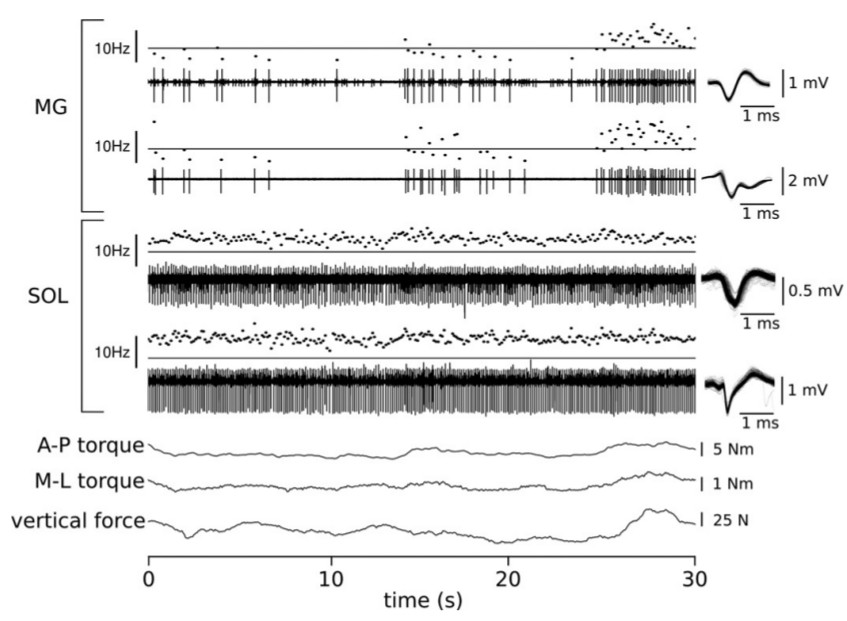 10Hz
1 mV
1 ms
MG
10Hz
2 mV
1 ms
10Hz
SOL
0.5 mV
1 ms
10Hz
1 mV
1 ms
A-P torque
5 Nm
M-L torque
1 Nm
vertical force
25 N
0 10 20 30
time (s)